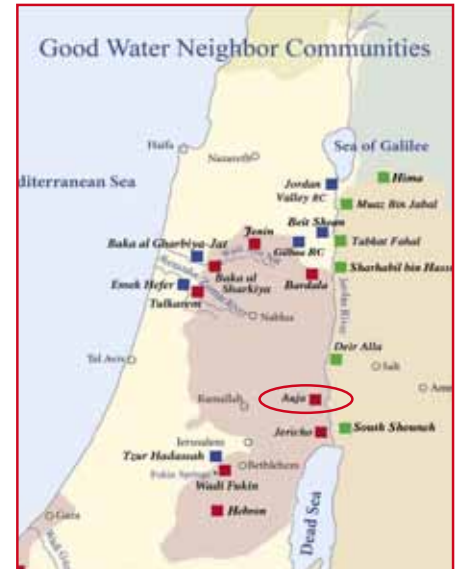 Good Water Neighbor Communities
Haifa
Nazareth
Sea of Galilee
diterranean Sea
Jordan
Valley RC
Hima
Muaz Bin Jabal
Beit Shean
Jenin
Baka al Gharbiya-Jat
Gilboa RC
Tabkat Fahal
Baka al
Sharkiya
Sharhabil bin Hass
Emek Hefer
Tulkarem
Bardala
Jordan River
Nablus
Deir Alla
Tel Aviv
Salt
Auja
Ramallah
Jericho
South Shouneh
Jerusalem
Tzur Hadassah
Bethlehem
Wadi Fukin
Hebron
Dead Sea
Gaza